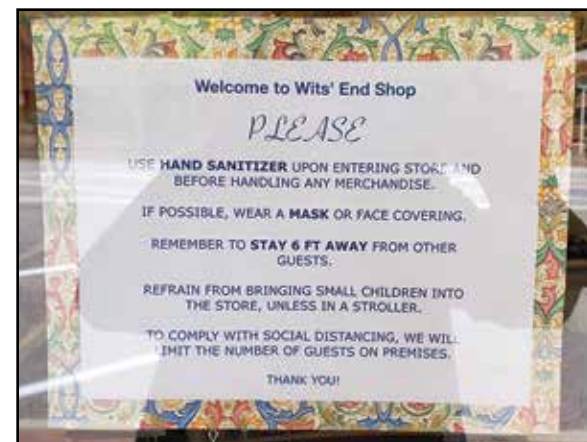 Welcome to Wits' End Shop
PLEASE
USE HAND SANITIZER UPON ENTERING STORE AND
BEFORE HANDLING ANY MERCHANDISE.
IF POSSIBLE, WEAR A MASK OR FACE COVERING.
REMEMBER TO STAY 6 FT AWAY FROM OTHER
GUESTS.
REFRAIN FROM BRINGING SMALL CHILDREN INTO
THE STORE, UNLESS IN A STROLLER.
TO COMPLY WITH SOCIAL DISTANCING, WE WILL
LIMIT THE NUMBER OF GUESTS ON PREMISES.
THANK YOU!